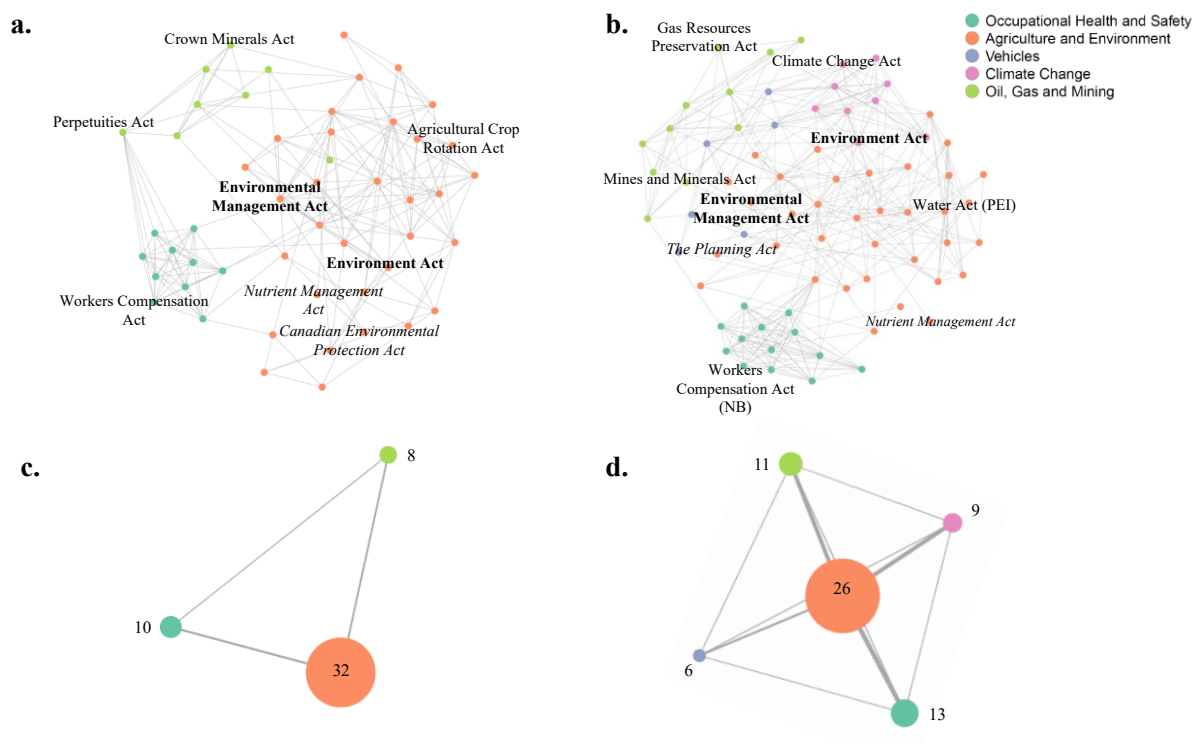 a.
Crown Minerals Act
Perpetuities Act
Agricultural Crop
Rotation Act
Environmental
Management Act
Environment Act
Nutrient Management
Act
Workers Compensation
Act
Canadian Environmental
Protection Act
b.
Gas Resources
Preservation Act
Climate Change Act
Environment Act
Mines and Minerals Act
Environmental
Management Act
Water Act (PEI)
The Planning Act
Nutrient Management Act
Workers
Compensation Act
(NB)
Occupational Health and Safety
Agriculture and Environment
Vehicles
Climate Change
Oil, Gas and Mining
c.
8
10
32
d.
11
9
26
6
13